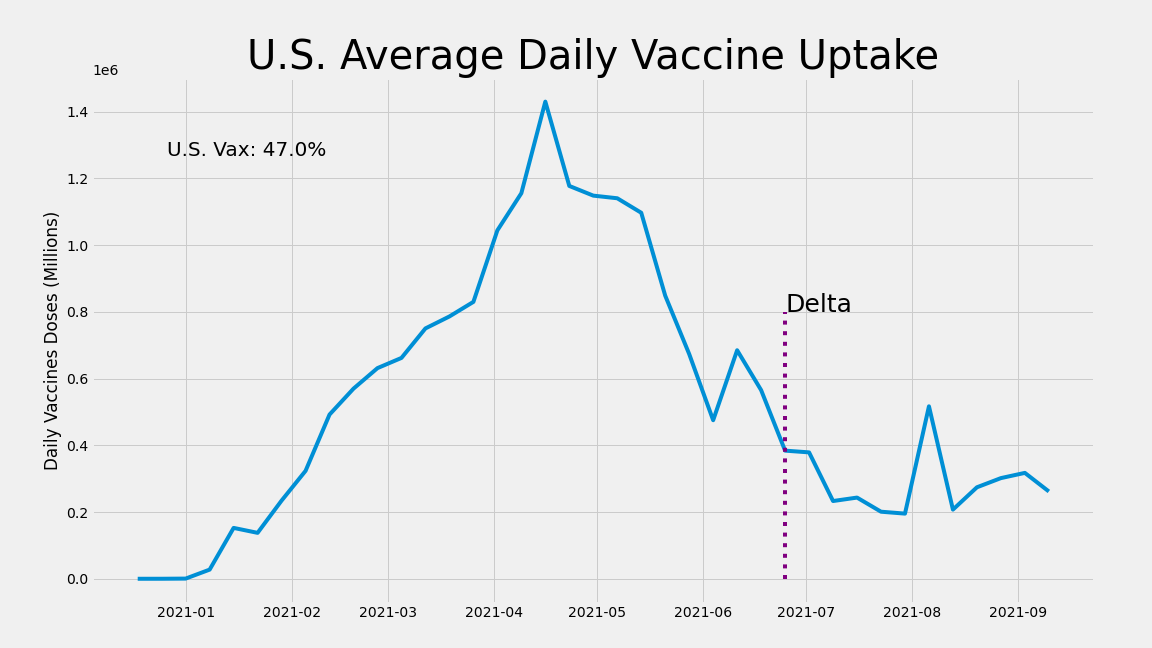 U.S. Average Daily Vaccine Uptake
1e6
1.4
U.S. Vax: 47.0%
1.2
1.0
Daily Vaccines Doses (Millions)
Delta
0.8
0.6
0.4
0.2
0.0
2021-01 2021-02 2021-03 2021-04 2021-05 2021-06 2021-07 2021-08 2021-09